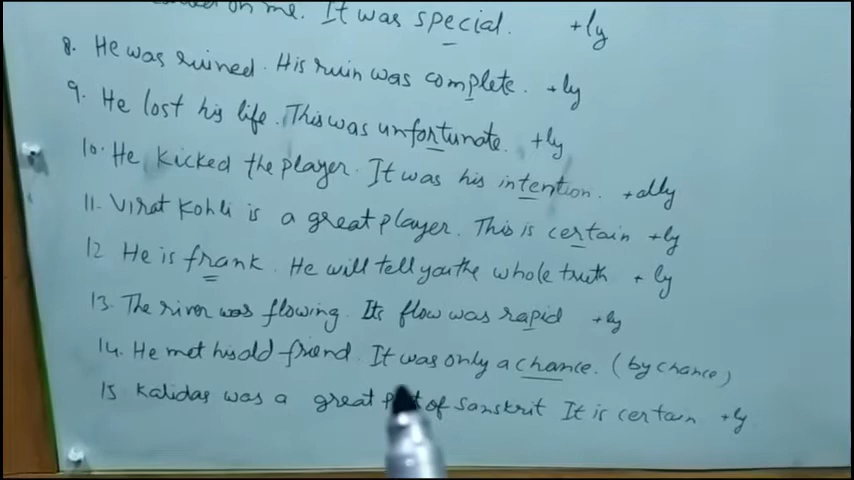 on me. It was special. +ly
8. He was ruined. His ruin was complete. +ly
9. He lost his life. This was unfortunate. +ly
10. He kicked the player. It was his intention. +ally
11. Virat Kohli is a great player. This is certain +ly
12 He is frank. He will tell you the whole truth + ly
13. The river was flowing. Its flow was rapid +ly
14. He met his old friend. It was only a chance. (by chance)
15 Kalidas was a great of Sanskrit It is certain +ly